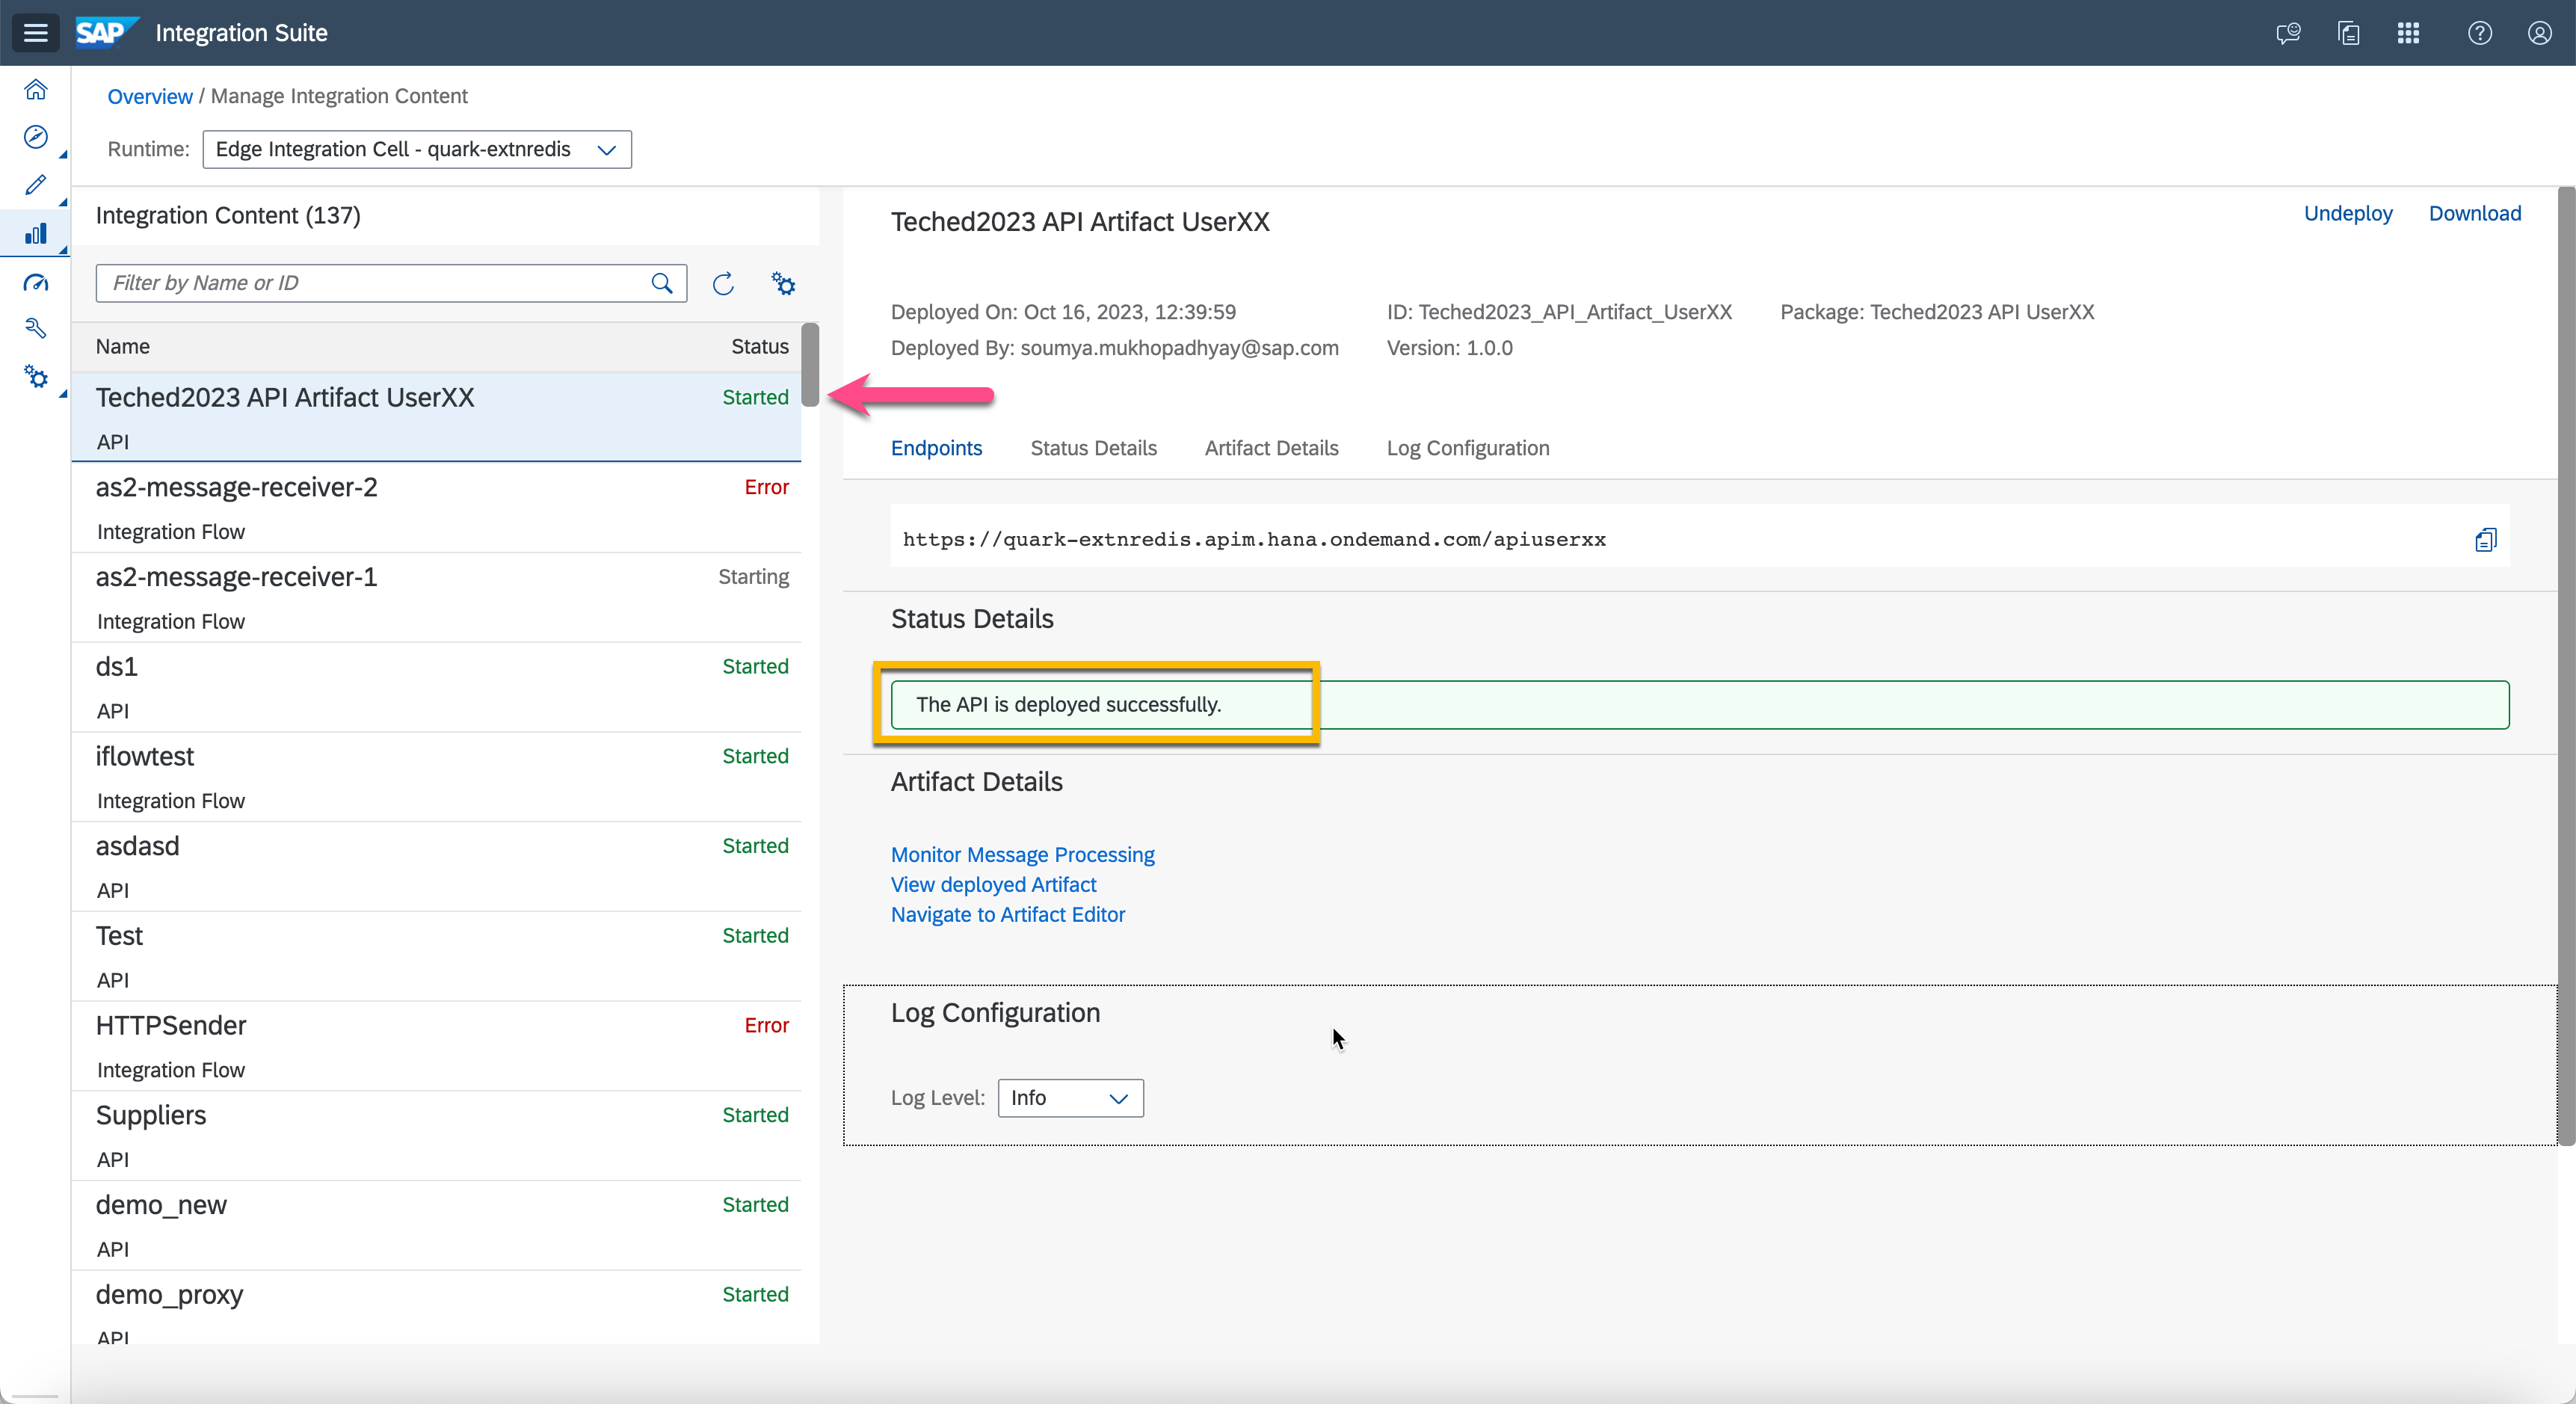 SAP Integration Suite
Overview / Manage Integration Content
Runtime: Edge Integration Cell - quark-extnredis
Integration Content (137)
Filter by Name or ID
Name Status
Teched2023 API Artifact UserXX Started
API
as2-message-receiver-2 Error
Integration Flow
as2-message-receiver-1 Starting
Integration Flow
ds1 Started
API
iflowtest Started
Integration Flow
asdasd Started
API
Test Started
API
HTTPSender Error
Integration Flow
Suppliers Started
API
demo_new Started
API
demo_proxy Started
API
Teched2023 API Artifact UserXX
Undeploy Download
Deployed On: Oct 16, 2023, 12:39:59 ID: Teched2023_API_Artifact_UserXX Package: Teched2023 API UserXX
Deployed By: soumya.mukhopadhyay@sap.com Version: 1.0.0
Endpoints Status Details Artifact Details Log Configuration
https://quark-extnredis.apim.hana.ondemand.com/apiuserxx
Status Details
The API is deployed successfully.
Artifact Details
Monitor Message Processing
View deployed Artifact
Navigate to Artifact Editor
Log Configuration
Log Level: Info